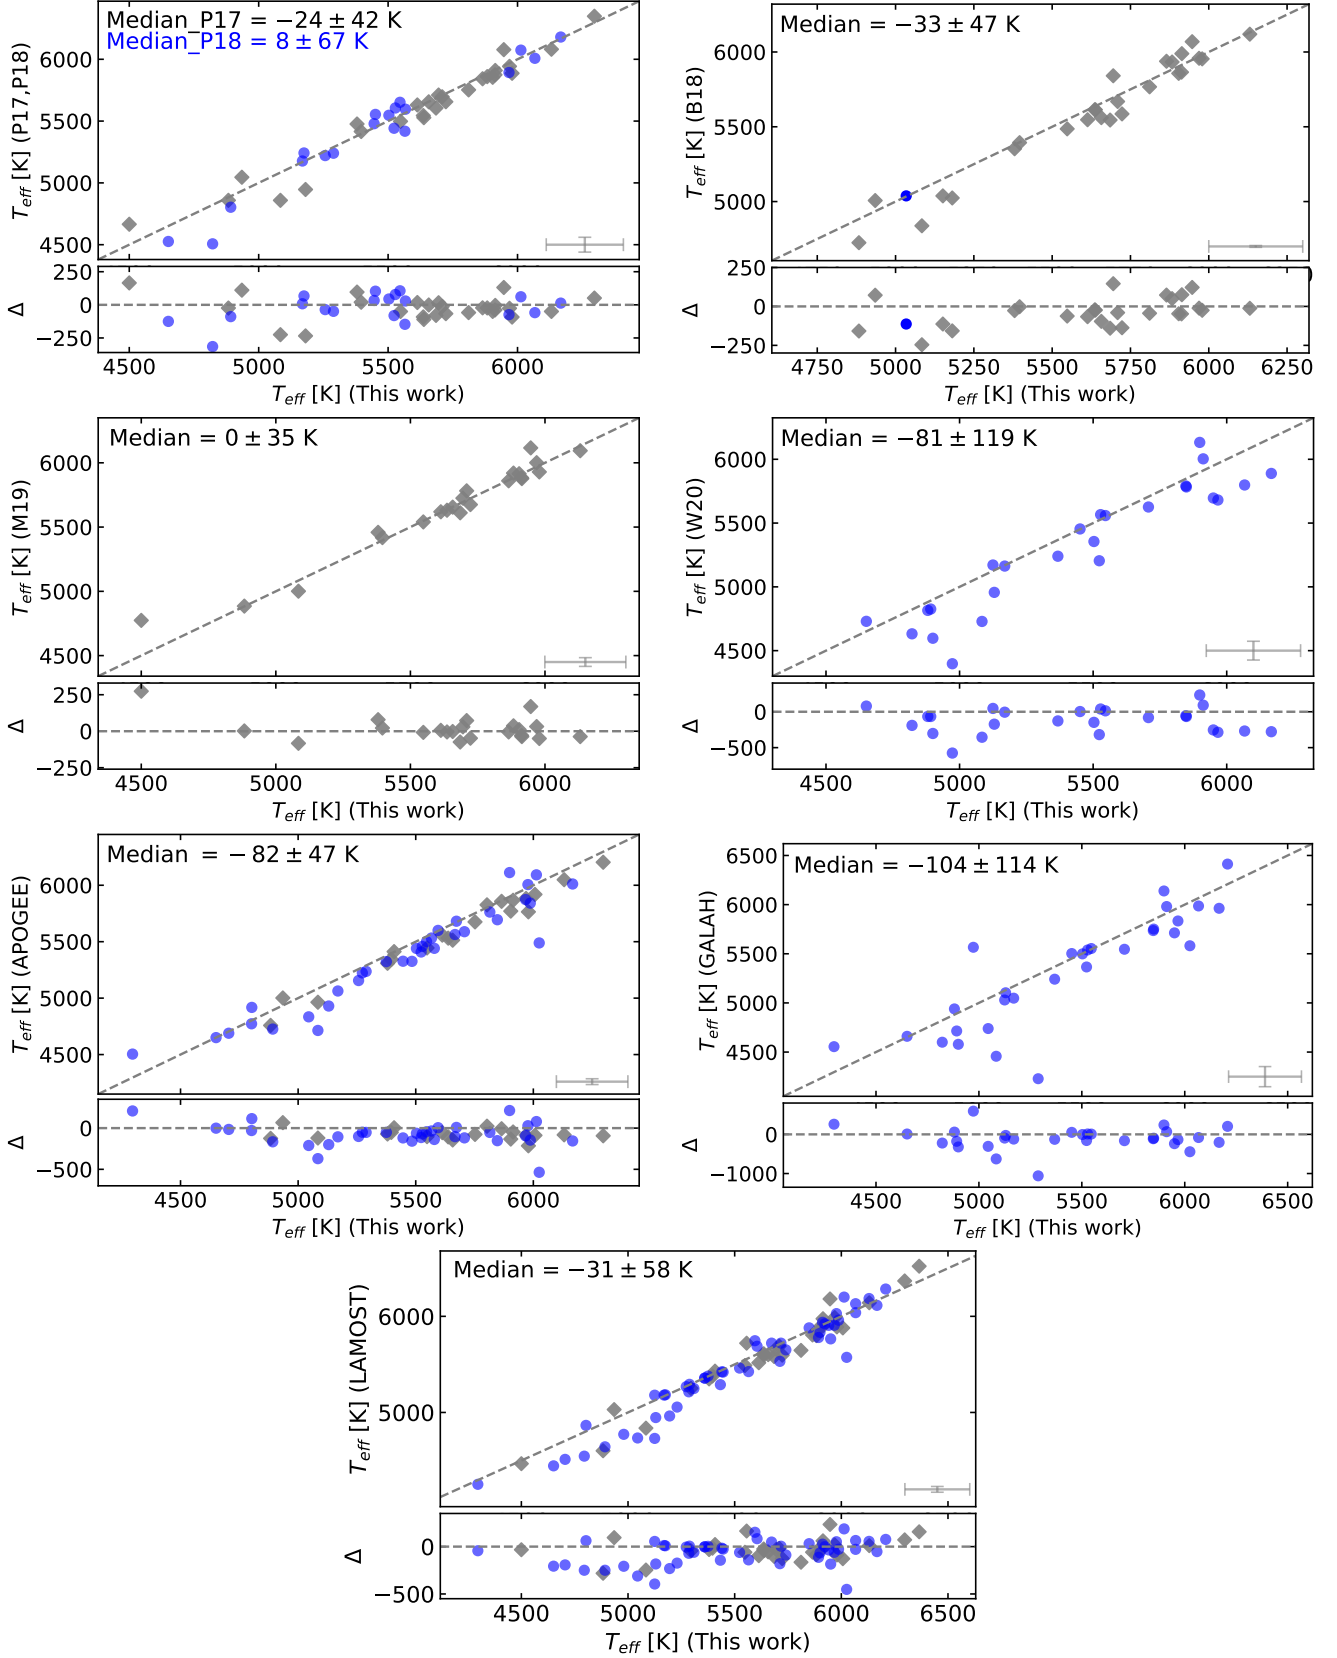 Median_P17 = −24 ± 42 K
Median_P18 = 8 ± 67 K
T_eff [K] (P17,P18)
6000
5500
5000
4500
250
0
−250
Δ
4500 5000 5500 6000
T_eff [K] (This work)
Median = −33 ± 47 K
T_eff [K] (B18)
6000
5500
5000
250
0
−250
Δ
4750 5000 5250 5500 5750 6000 6250
T_eff [K] (This work)
Median = 0 ± 35 K
T_eff [K] (M19)
6000
5500
5000
4500
250
0
−250
Δ
4500 5000 5500 6000
T_eff [K] (This work)
Median = −81 ± 119 K
T_eff [K] (W20)
6000
5500
5000
4500
0
−500
Δ
4500 5000 5500 6000
T_eff [K] (This work)
Median = − 82 ± 47 K
T_eff [K] (APOGEE)
6000
5500
5000
4500
0
−500
Δ
4500 5000 5500 6000
T_eff [K] (This work)
Median = −104 ± 114 K
T_eff [K] (GALAH)
6500
6000
5500
5000
4500
0
−1000
Δ
4500 5000 5500 6000 6500
T_eff [K] (This work)
Median = −31 ± 58 K
T_eff [K] (LAMOST)
6000
5000
0
−500
Δ
4500 5000 5500 6000 6500
T_eff [K] (This work)